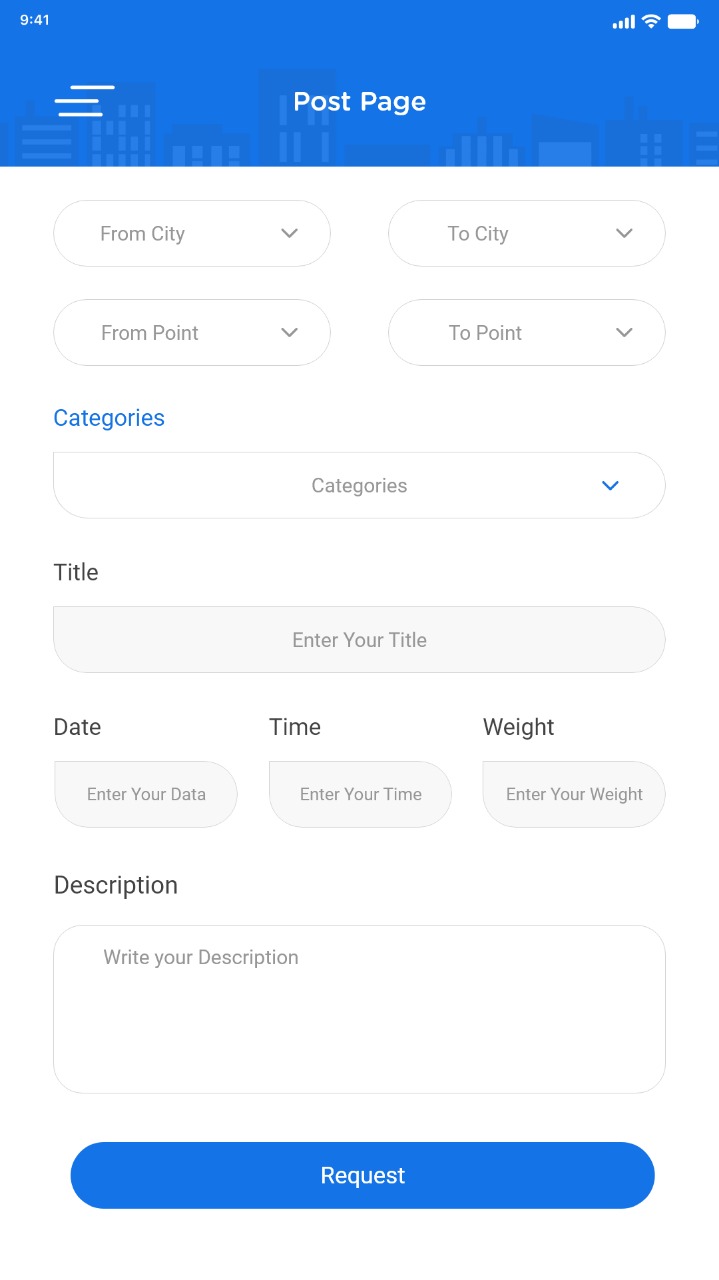 9:41
Post Page
From City
To City
From Point
To Point
Categories
Categories
Title
Enter Your Title
Date
Time
Weight
Enter Your Data
Enter Your Time
Enter Your Weight
Description
Write your Description
Request